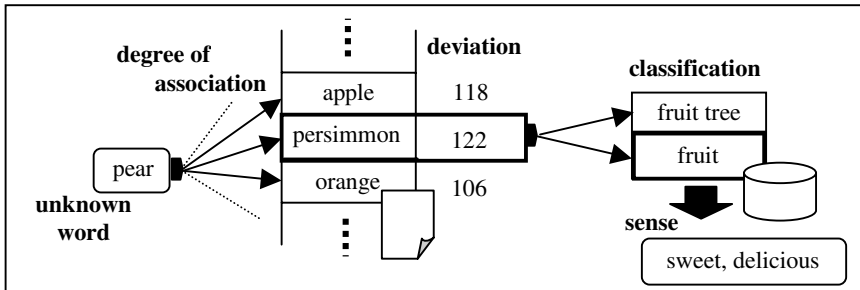 degree of
association
deviation
classification
apple 118
persimmon 122
orange 106
pear
unknown
word
fruit tree
fruit
sense
sweet, delicious